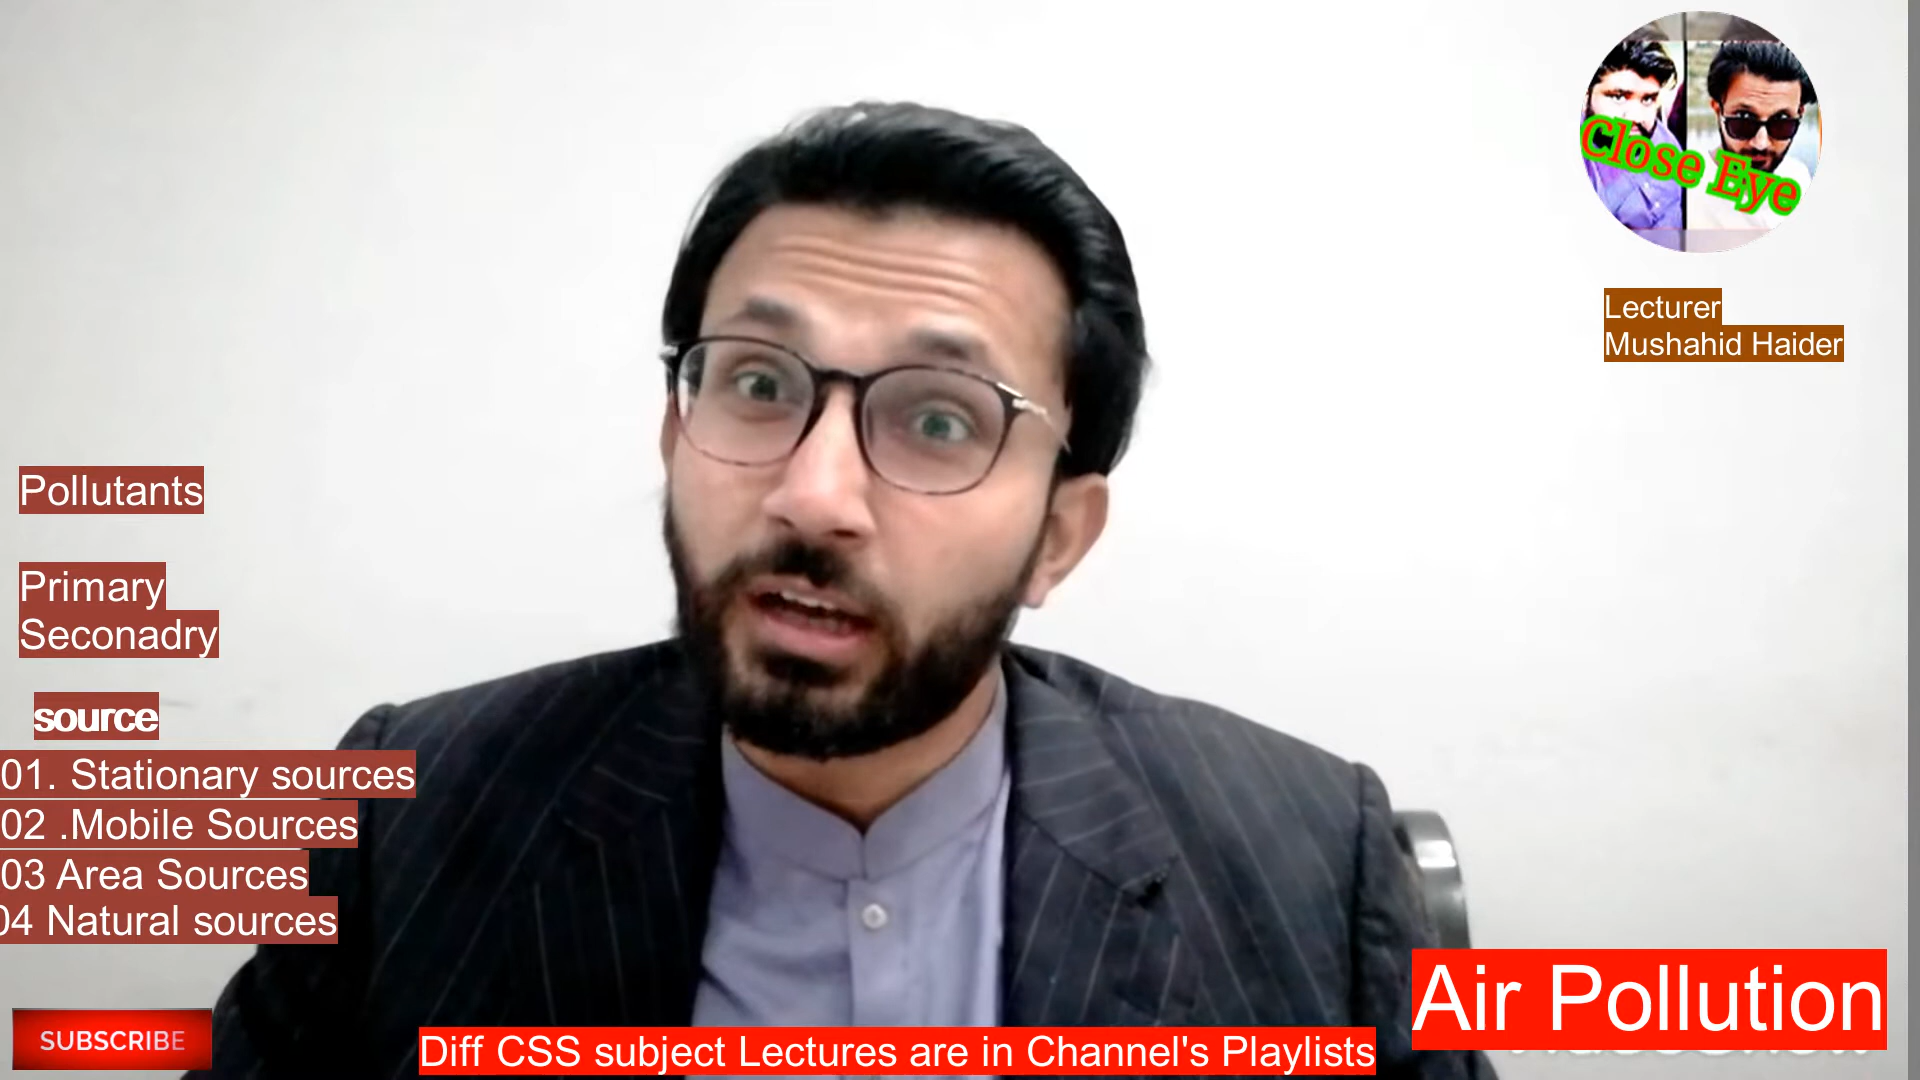 Close Eye
Lecturer
Mushahid Haider
Pollutants
Primary
Seconadry
source
01. Stationary sources
02 .Mobile Sources
03 Area Sources
04 Natural sources
Air Pollution
SUBSCRIBE
Diff CSS subject Lectures are in Channel's Playlists